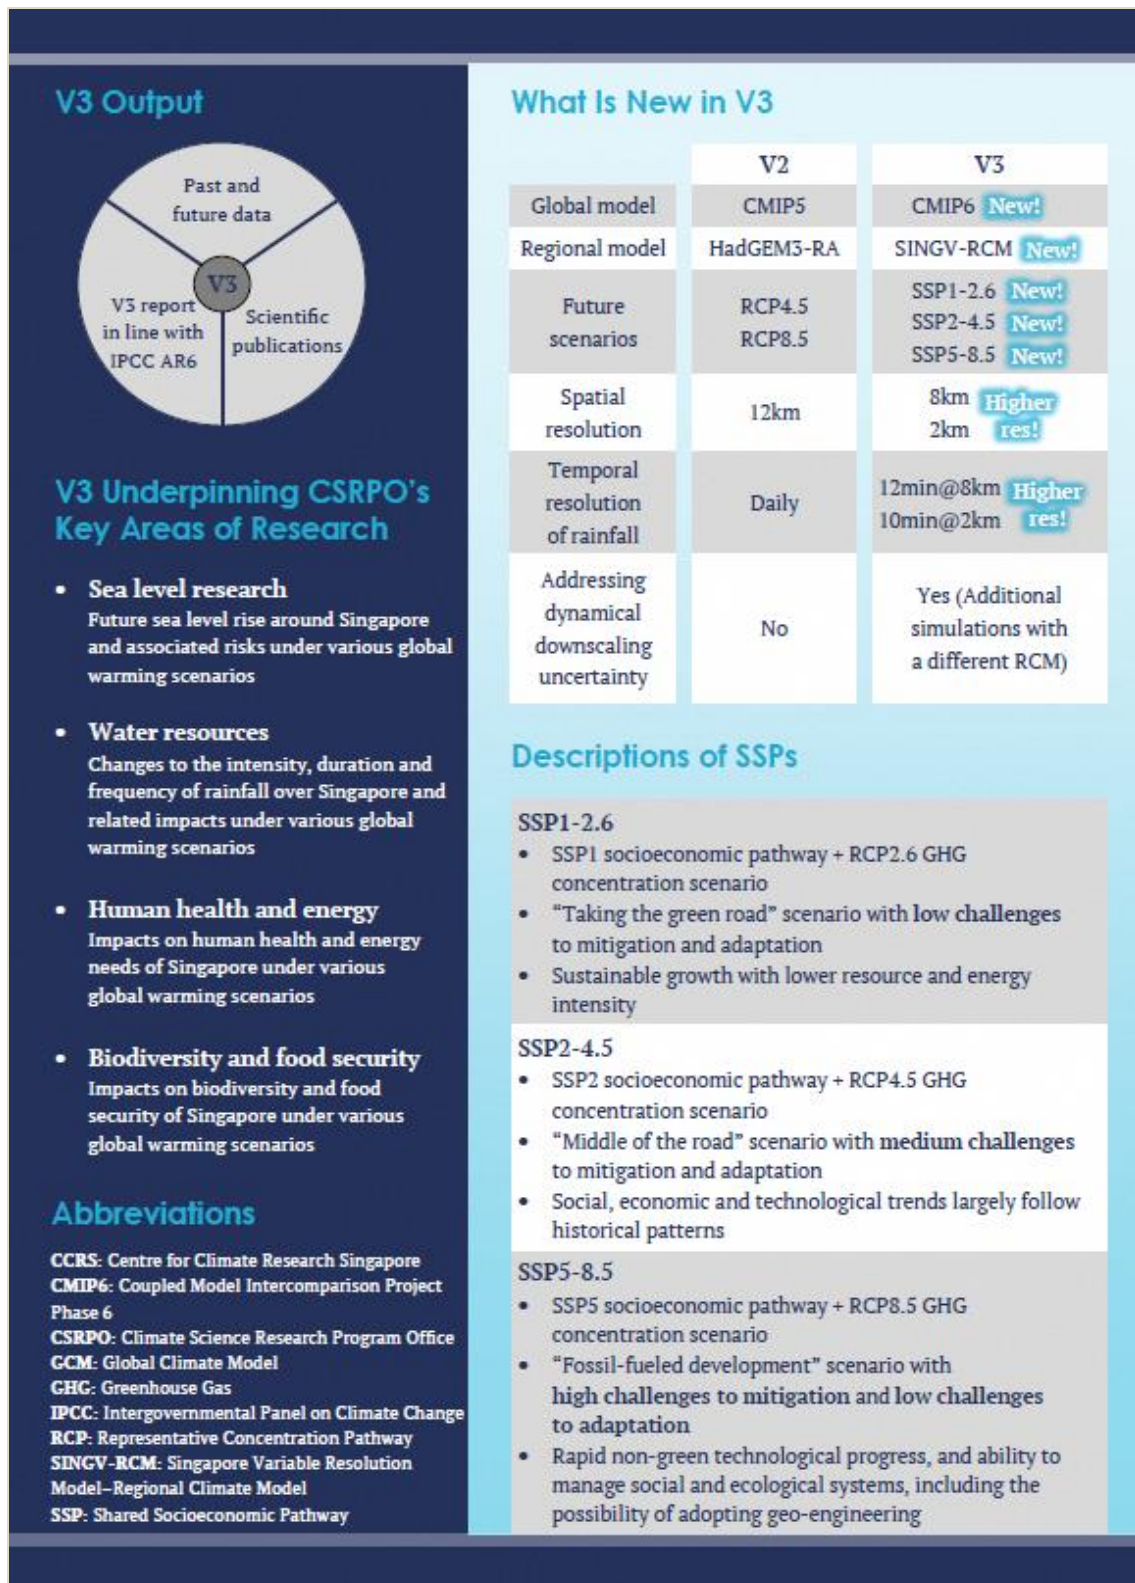 V3 Output
Past and
future data
V3
V3 report
in line with
IPCC AR6
Scientific
publications
V3 Underpinning CSRPO's
Key Areas of Research
• Sea level research
Future sea level rise around Singapore
and associated risks under various global
warming scenarios
• Water resources
Changes to the intensity, duration and
frequency of rainfall over Singapore and
related impacts under various global
warming scenarios
• Human health and energy
Impacts on human health and energy
needs of Singapore under various
global warming scenarios
• Biodiversity and food security
Impacts on biodiversity and food
security of Singapore under various
global warming scenarios
Abbreviations
CCRS: Centre for Climate Research Singapore
CMIP6: Coupled Model Intercomparison Project
Phase 6
CSRPO: Climate Science Research Program Office
GCM: Global Climate Model
GHG: Greenhouse Gas
IPCC: Intergovernmental Panel on Climate Change
RCP: Representative Concentration Pathway
SINGV-RCM: Singapore Variable Resolution
Model–Regional Climate Model
SSP: Shared Socioeconomic Pathway
What Is New in V3
V2 V3
Global model CMIP5 CMIP6 New!
Regional model HadGEM3-RA SINGV-RCM New!
Future
scenarios
RCP4.5
RCP8.5
SSP1-2.6 New!
SSP2-4.5 New!
SSP5-8.5 New!
Spatial
resolution
12km
8km Higher
2km res!
Temporal
resolution
of rainfall
Daily
12min@8km Higher
10min@2km res!
Addressing
dynamical
downscaling
uncertainty
No
Yes (Additional
simulations with
a different RCM)
Descriptions of SSPs
SSP1-2.6
• SSP1 socioeconomic pathway + RCP2.6 GHG
concentration scenario
• "Taking the green road" scenario with low challenges
to mitigation and adaptation
• Sustainable growth with lower resource and energy
intensity
SSP2-4.5
• SSP2 socioeconomic pathway + RCP4.5 GHG
concentration scenario
• "Middle of the road" scenario with medium challenges
to mitigation and adaptation
• Social, economic and technological trends largely follow
historical patterns
SSP5-8.5
• SSP5 socioeconomic pathway + RCP8.5 GHG
concentration scenario
• "Fossil-fueled development" scenario with
high challenges to mitigation and low challenges
to adaptation
• Rapid non-green technological progress, and ability to
manage social and ecological systems, including the
possibility of adopting geo-engineering